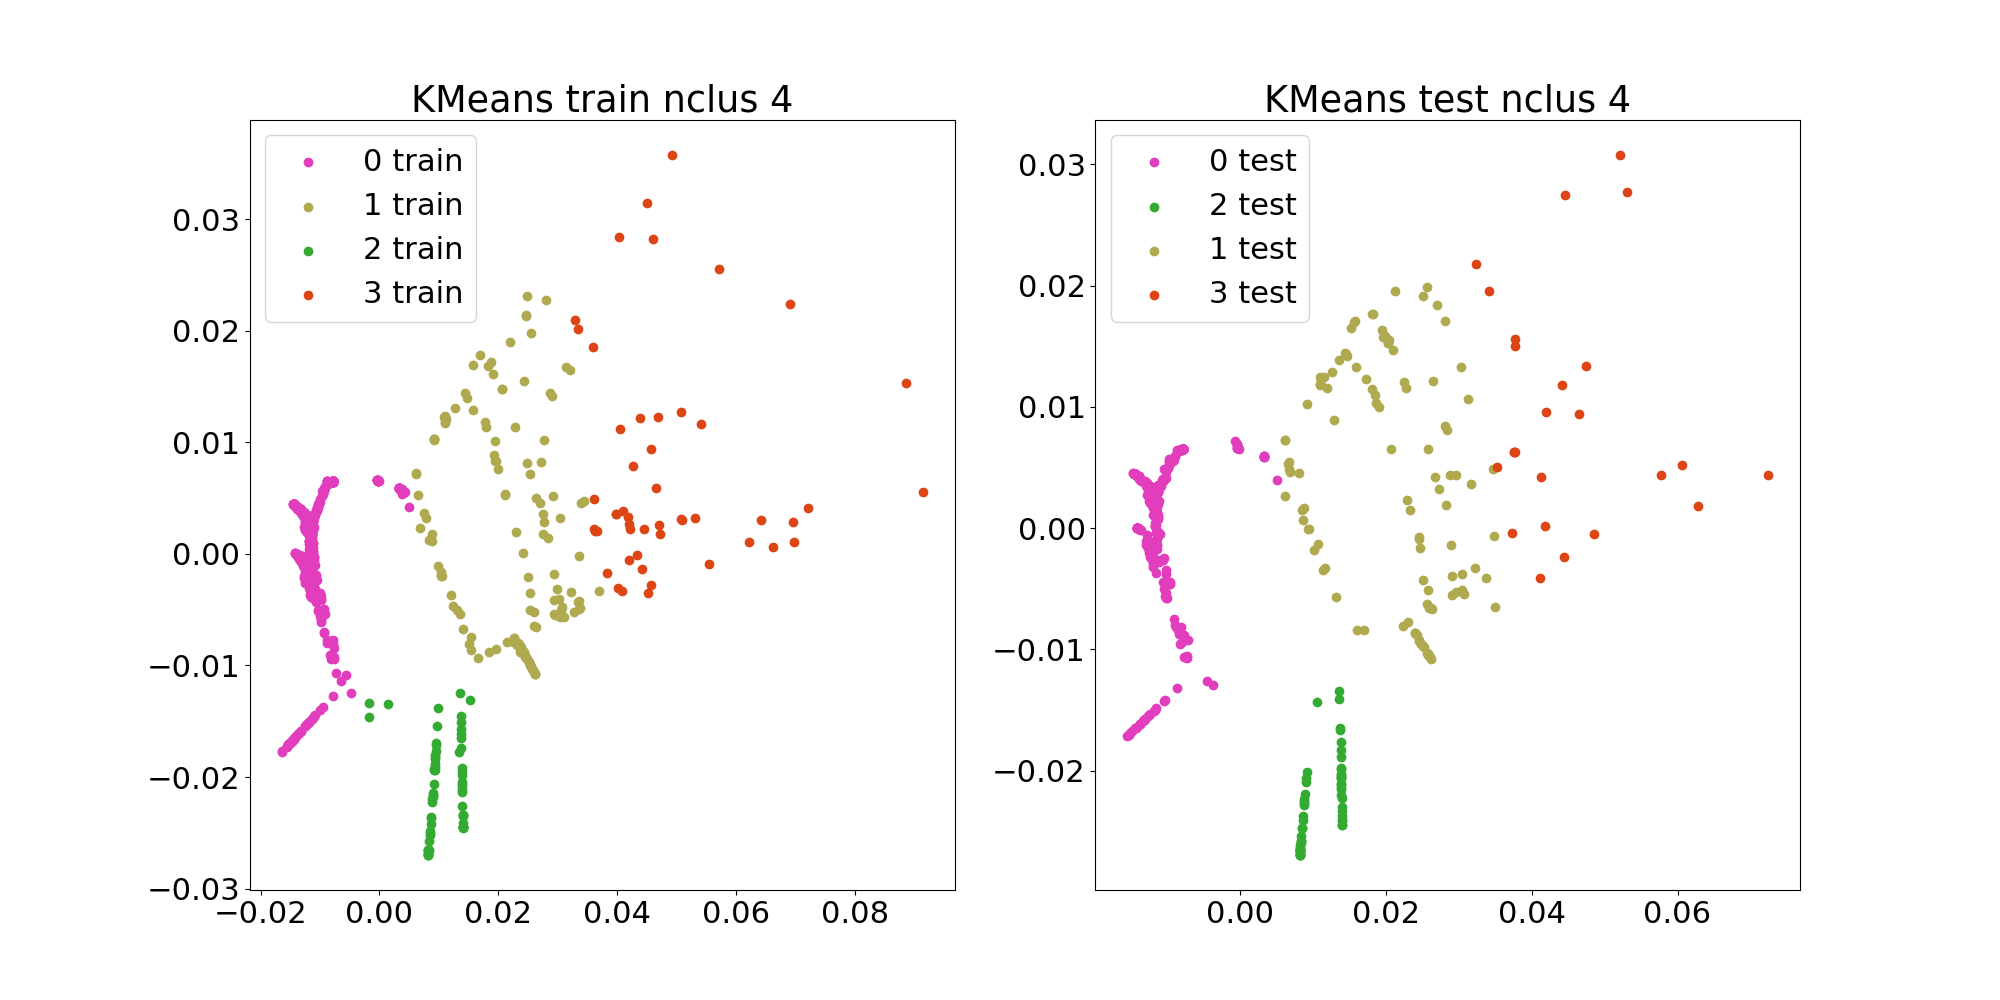 KMeans train nclus 4
0 train
1 train
2 train
3 train
0.03
0.02
0.01
0.00
−0.01
−0.02
−0.03
−0.02 0.00 0.02 0.04 0.06 0.08
KMeans test nclus 4
0 test
2 test
1 test
3 test
0.03
0.02
0.01
0.00
−0.01
−0.02
0.00 0.02 0.04 0.06